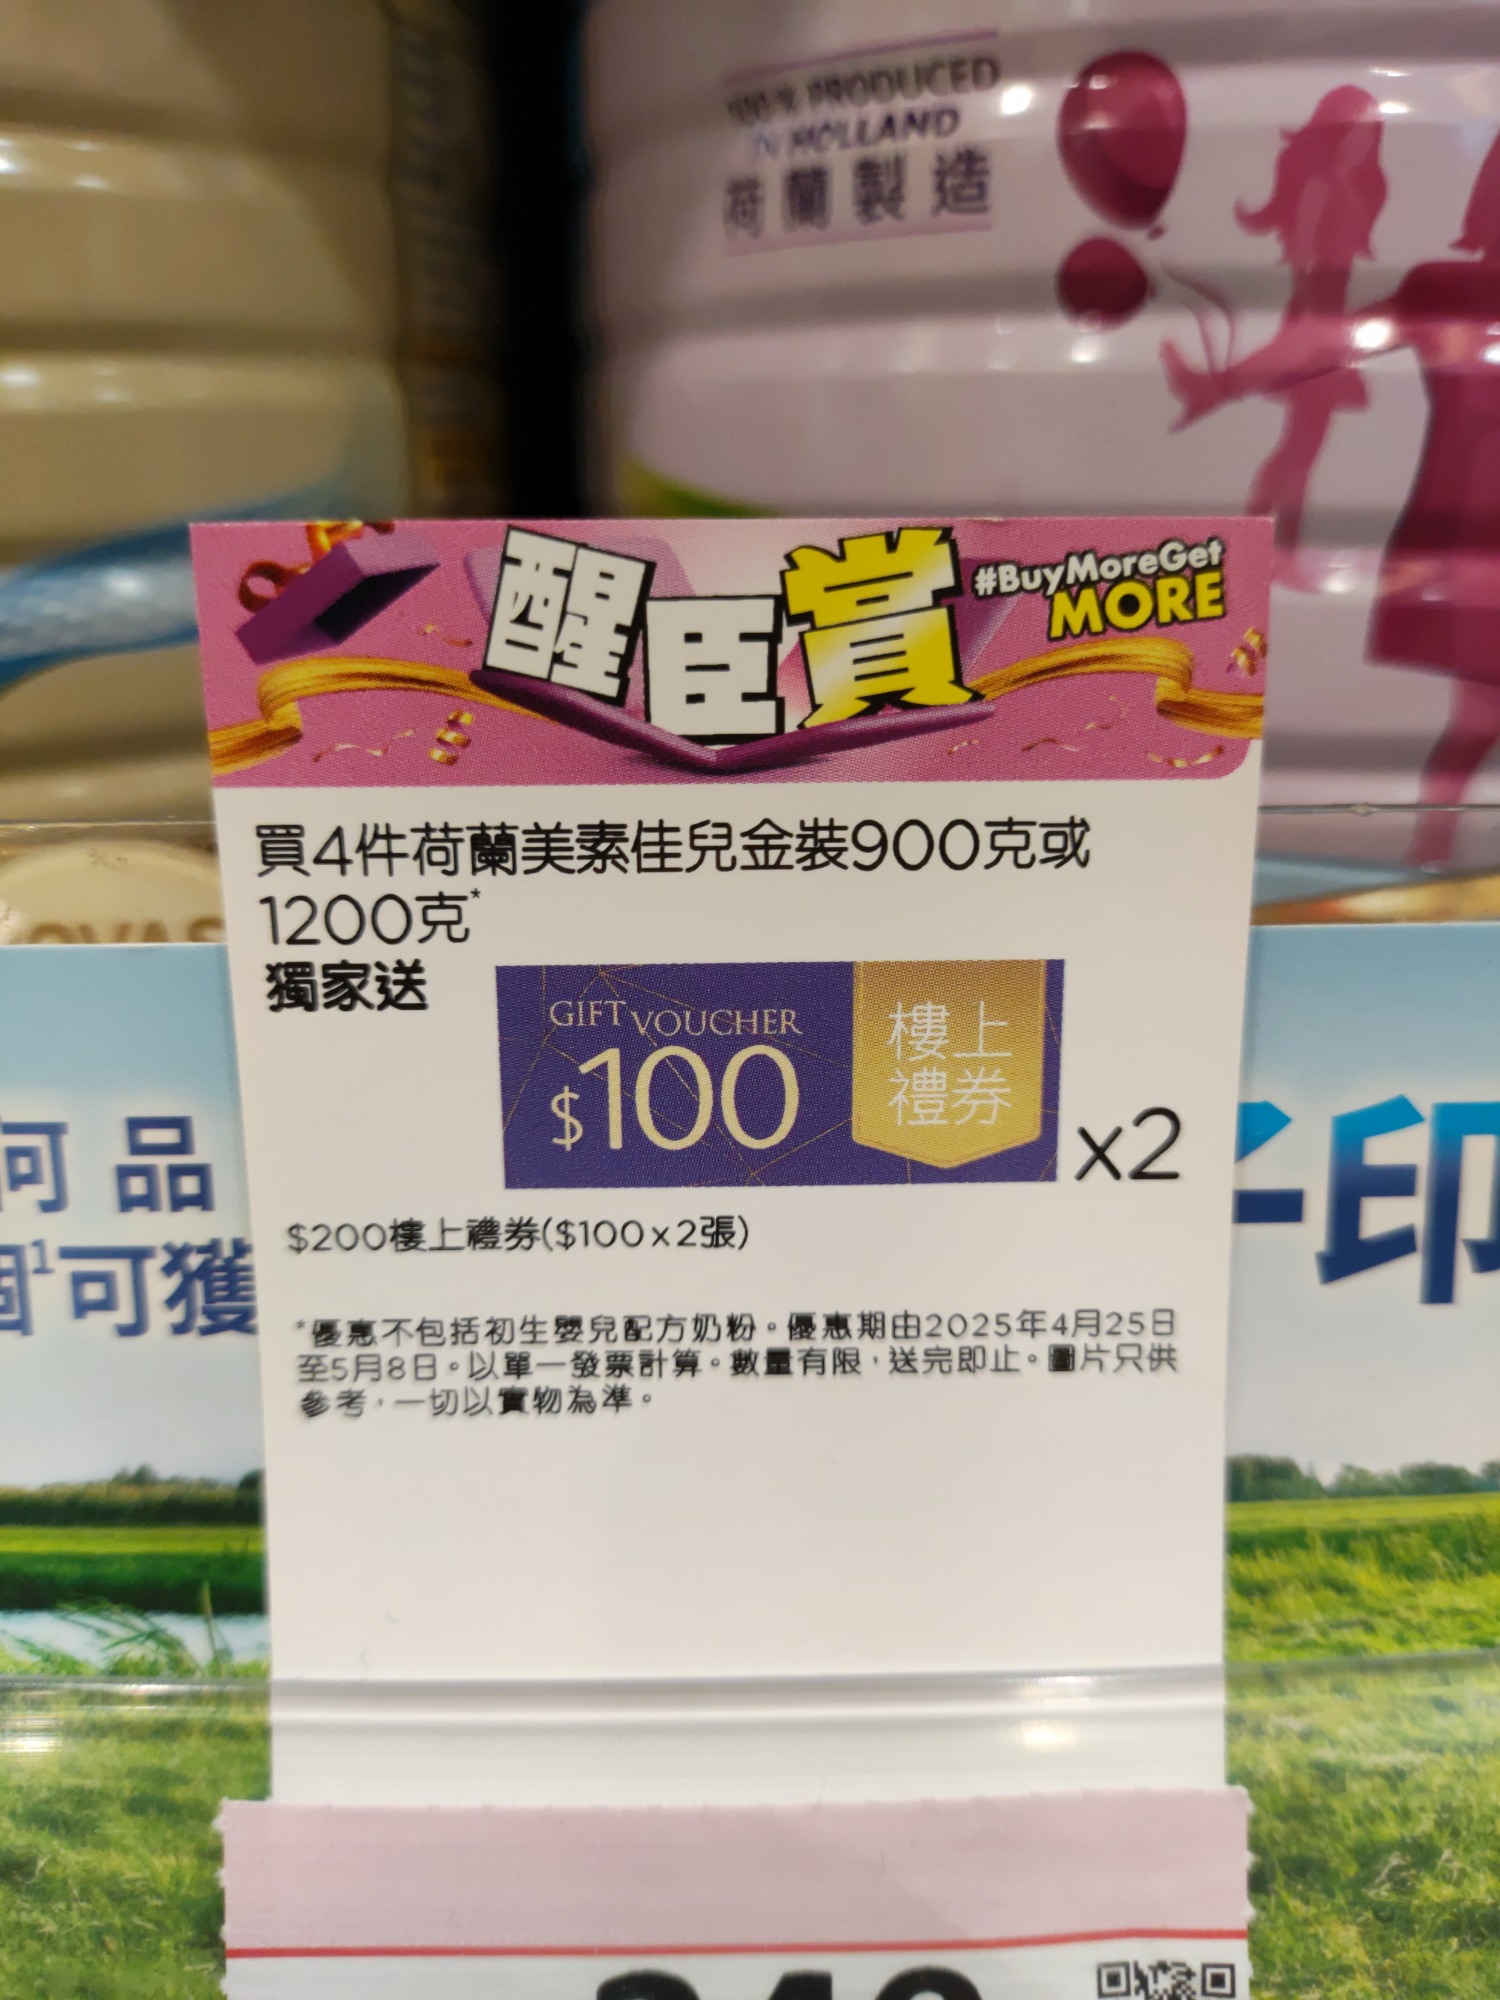 PRODUCED
IN HOLLAND
荷蘭製造
醒臣賞
#BuyMoreGet
MORE
買4件荷蘭美素佳兒金裝900克或
1200克*
獨家送
GIFT VOUCHER
$100
樓上
禮券
x2
$200樓上禮券($100x2張)
*優惠不包括初生嬰兒配方奶粉。優惠期由2025年4月25日
至5月8日。以單一發票計算。數量有限，送完即止。圖片只供
參考，一切以實物為準。
品
可獲
印